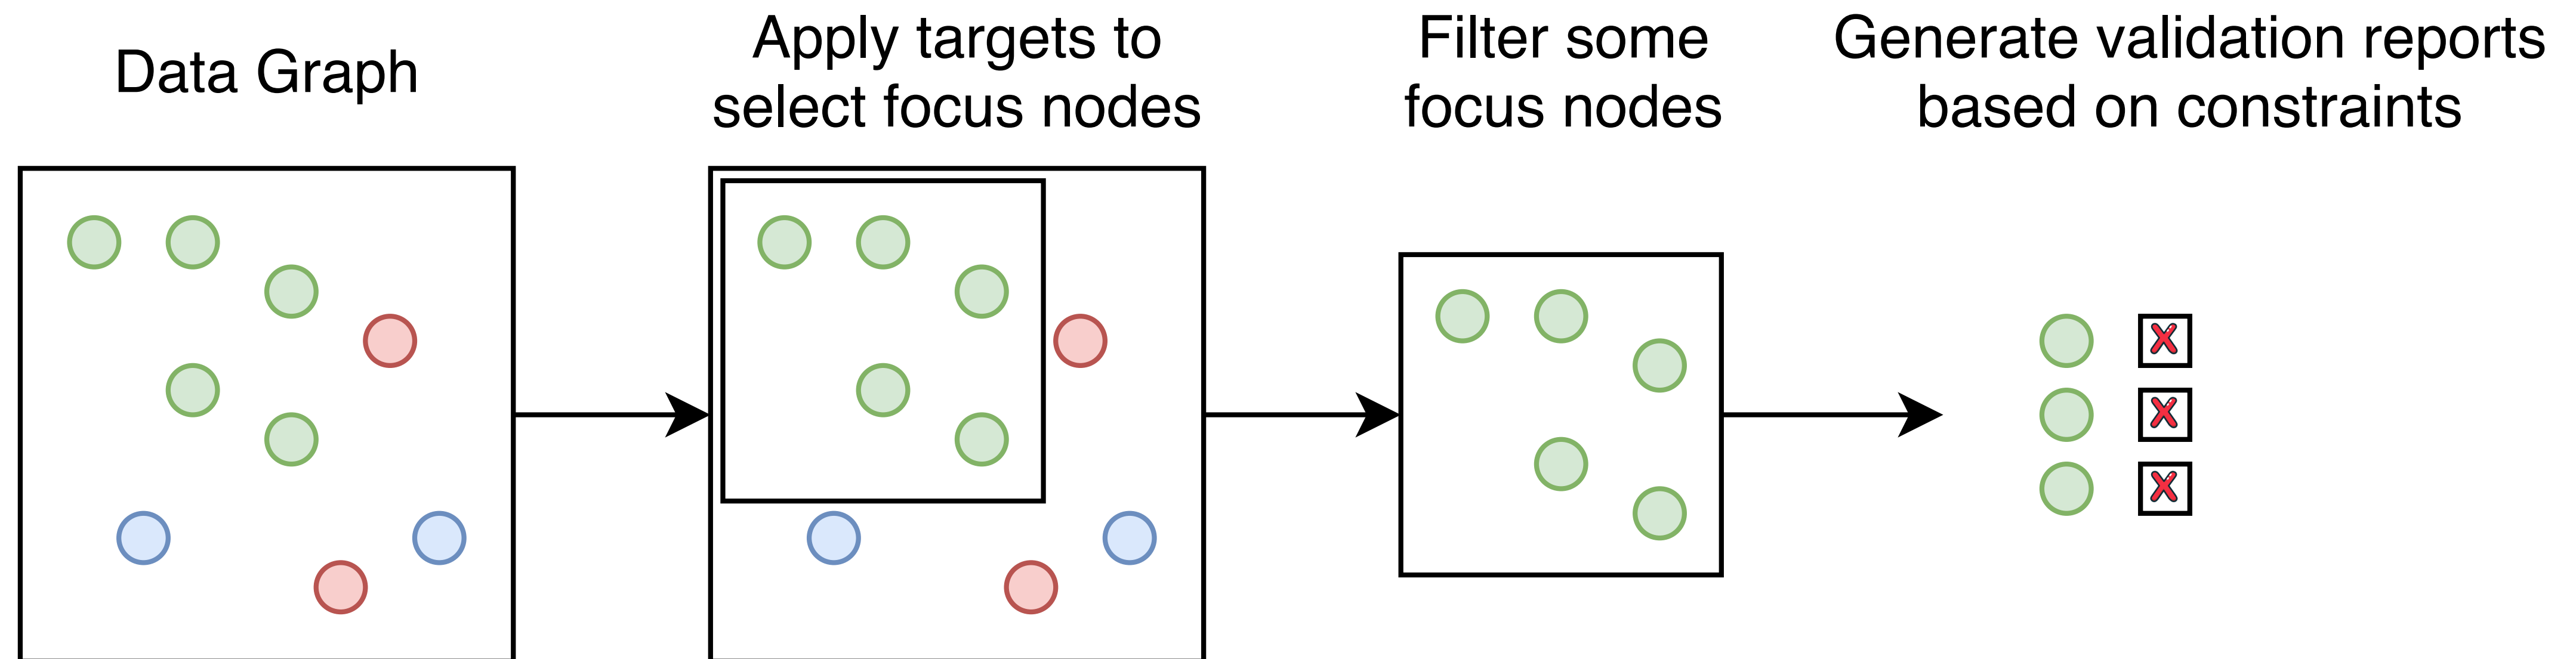 Data Graph
Apply targets to
select focus nodes
Filter some
focus nodes
Generate validation reports
based on constraints